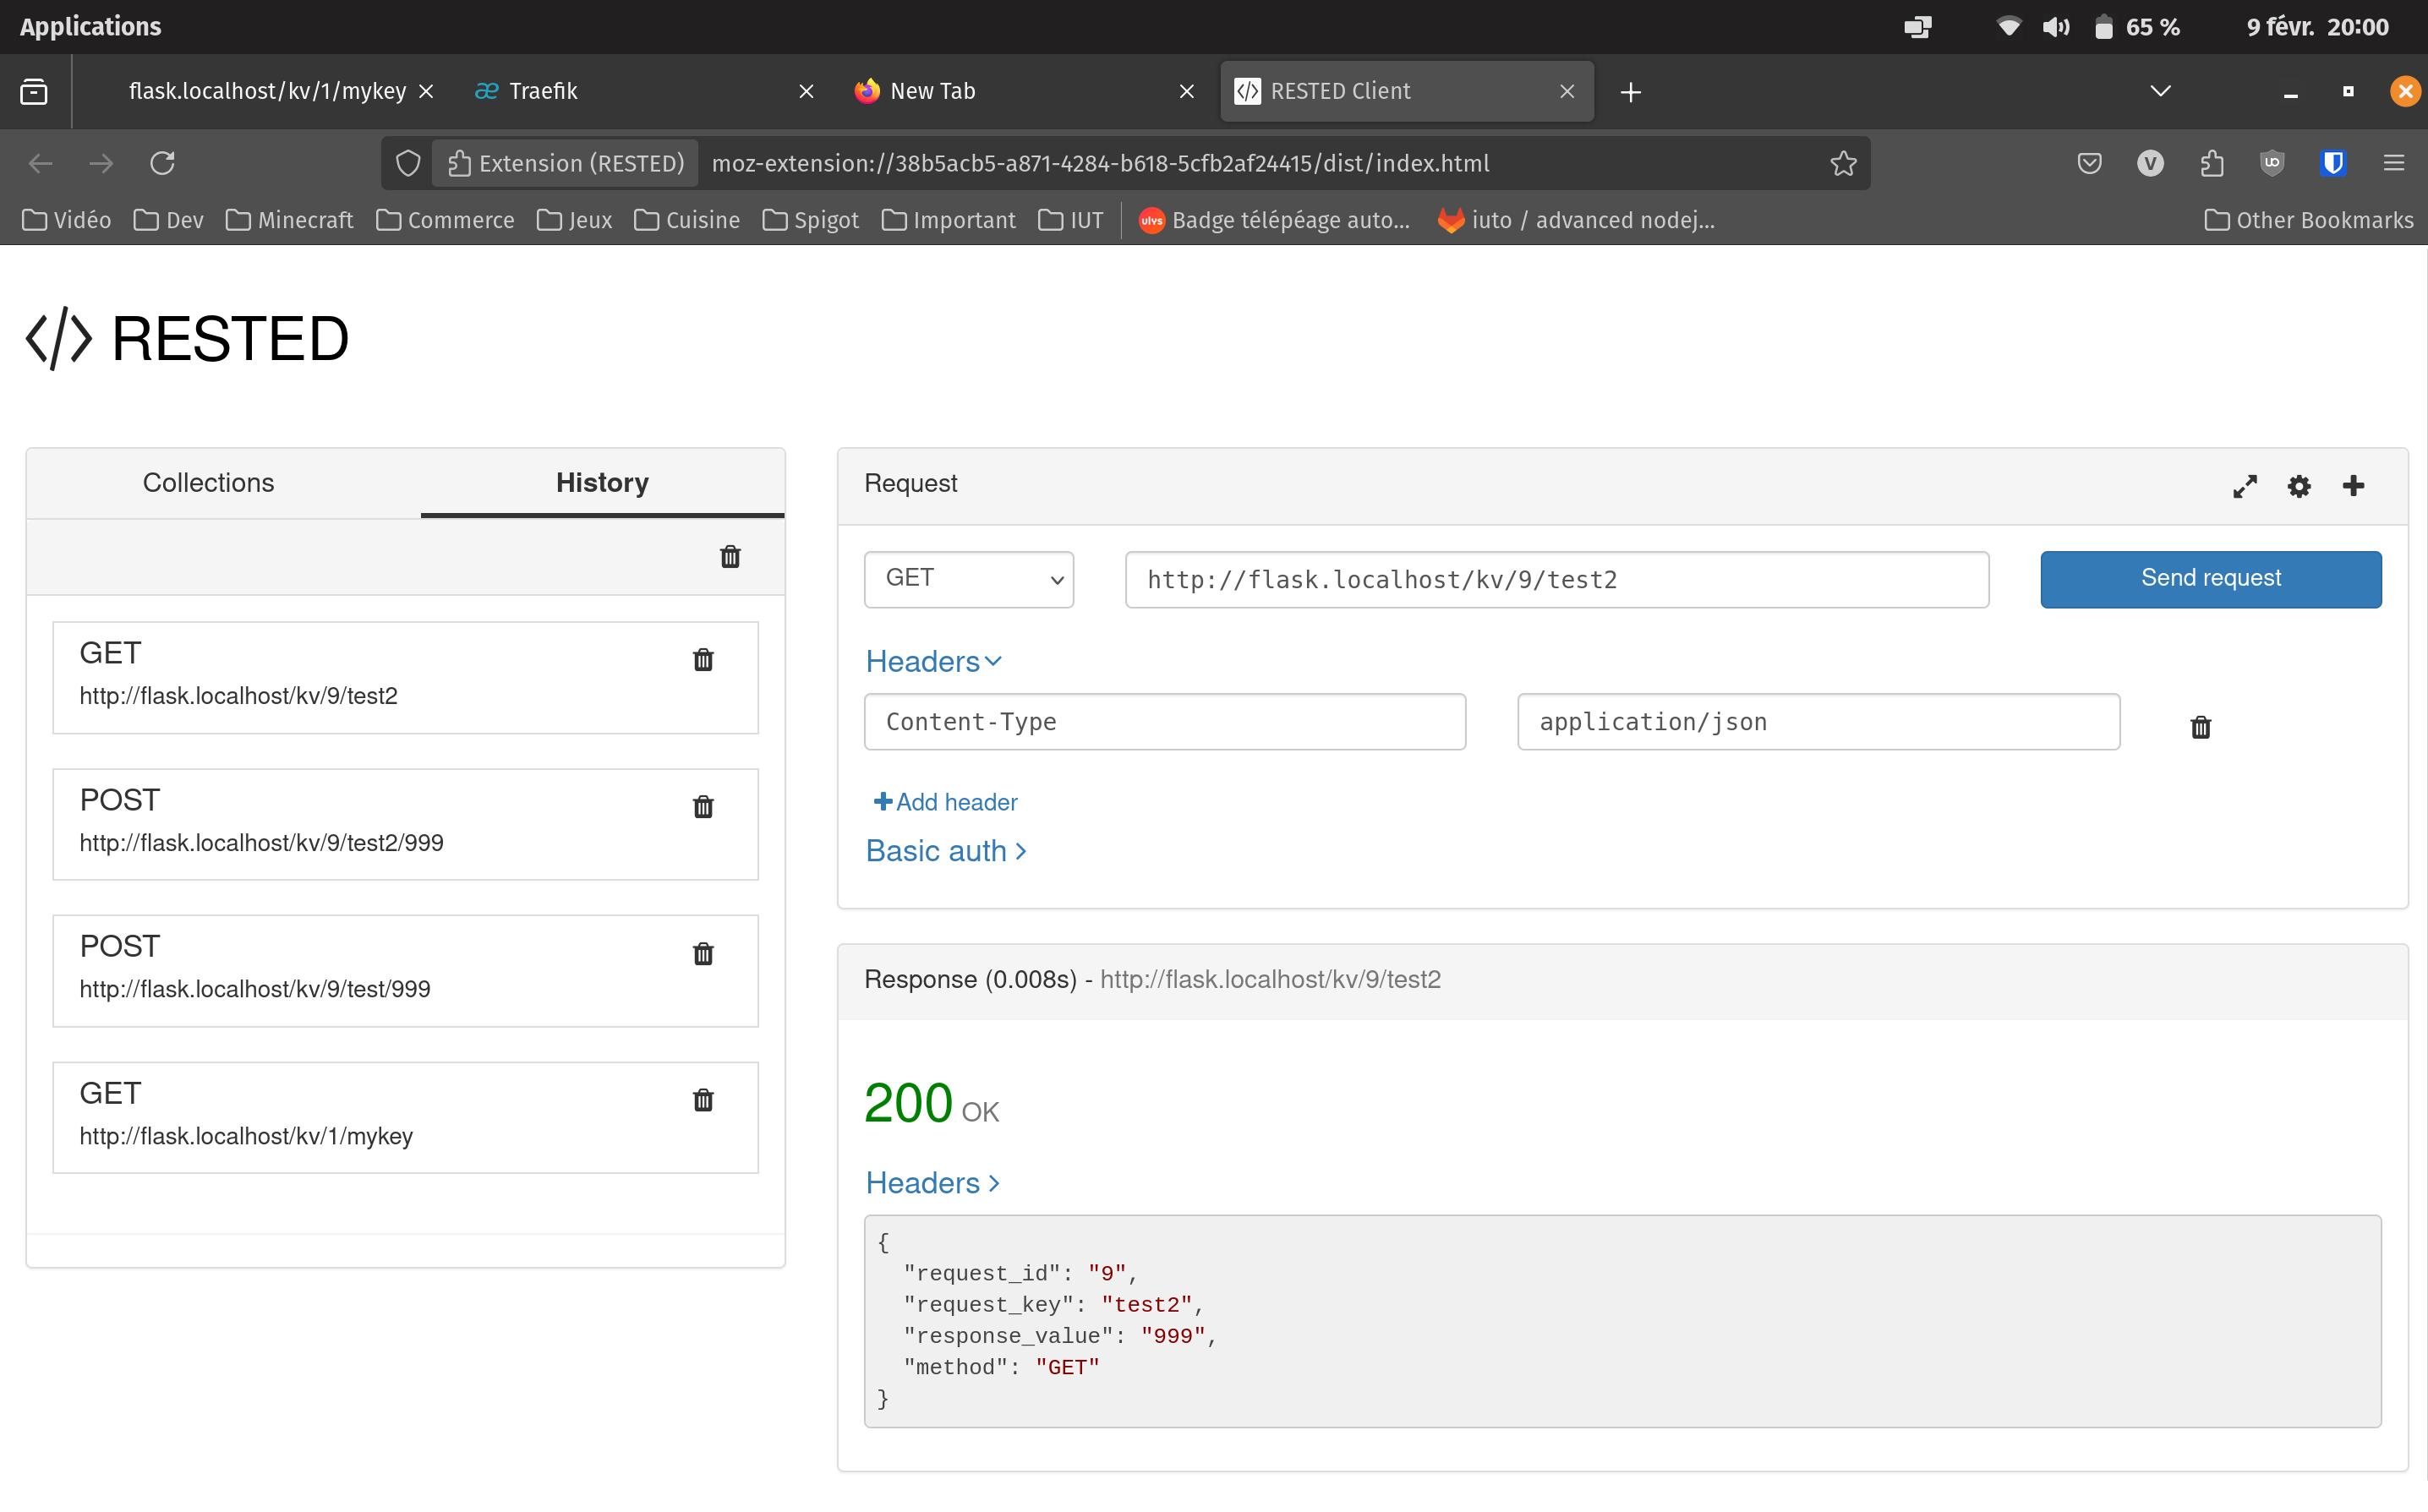 Applications
65 %
9 févr. 20:00
flask.localhost/kv/1/mykey
Traefik
New Tab
RESTED Client
Extension (RESTED)
moz-extension://38b5acb5-a871-4284-b618-5cfb2af24415/dist/index.html
Vidéo
Dev
Minecraft
Commerce
Jeux
Cuisine
Spigot
Important
IUT
ulys
Badge télépéage auto...
iuto / advanced nodej...
Other Bookmarks
</> RESTED
Collections
History
GET
http://flask.localhost/kv/9/test2
POST
http://flask.localhost/kv/9/test2/999
POST
http://flask.localhost/kv/9/test/999
GET
http://flask.localhost/kv/1/mykey
Request
GET
http://flask.localhost/kv/9/test2
Send request
Headers
Content-Type
application/json
Add header
Basic auth
Response (0.008s) - http://flask.localhost/kv/9/test2
200 OK
Headers
{
"request_id": "9",
"request_key": "test2",
"response_value": "999",
"method": "GET"
}